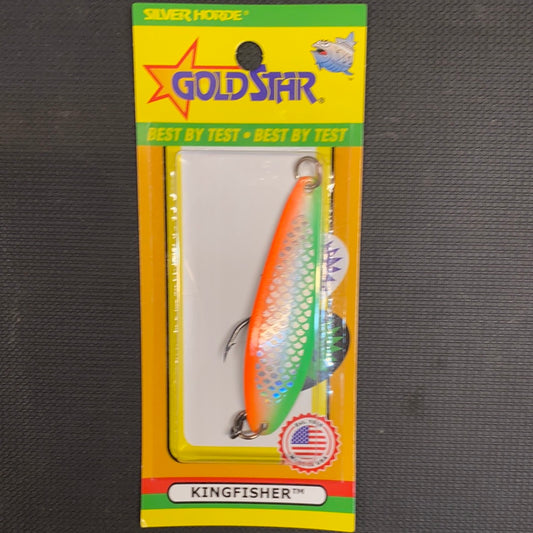 SILVER HORDE®
GOLD STAR®
BEST BY TEST • BEST BY TEST
KINGFISHER™